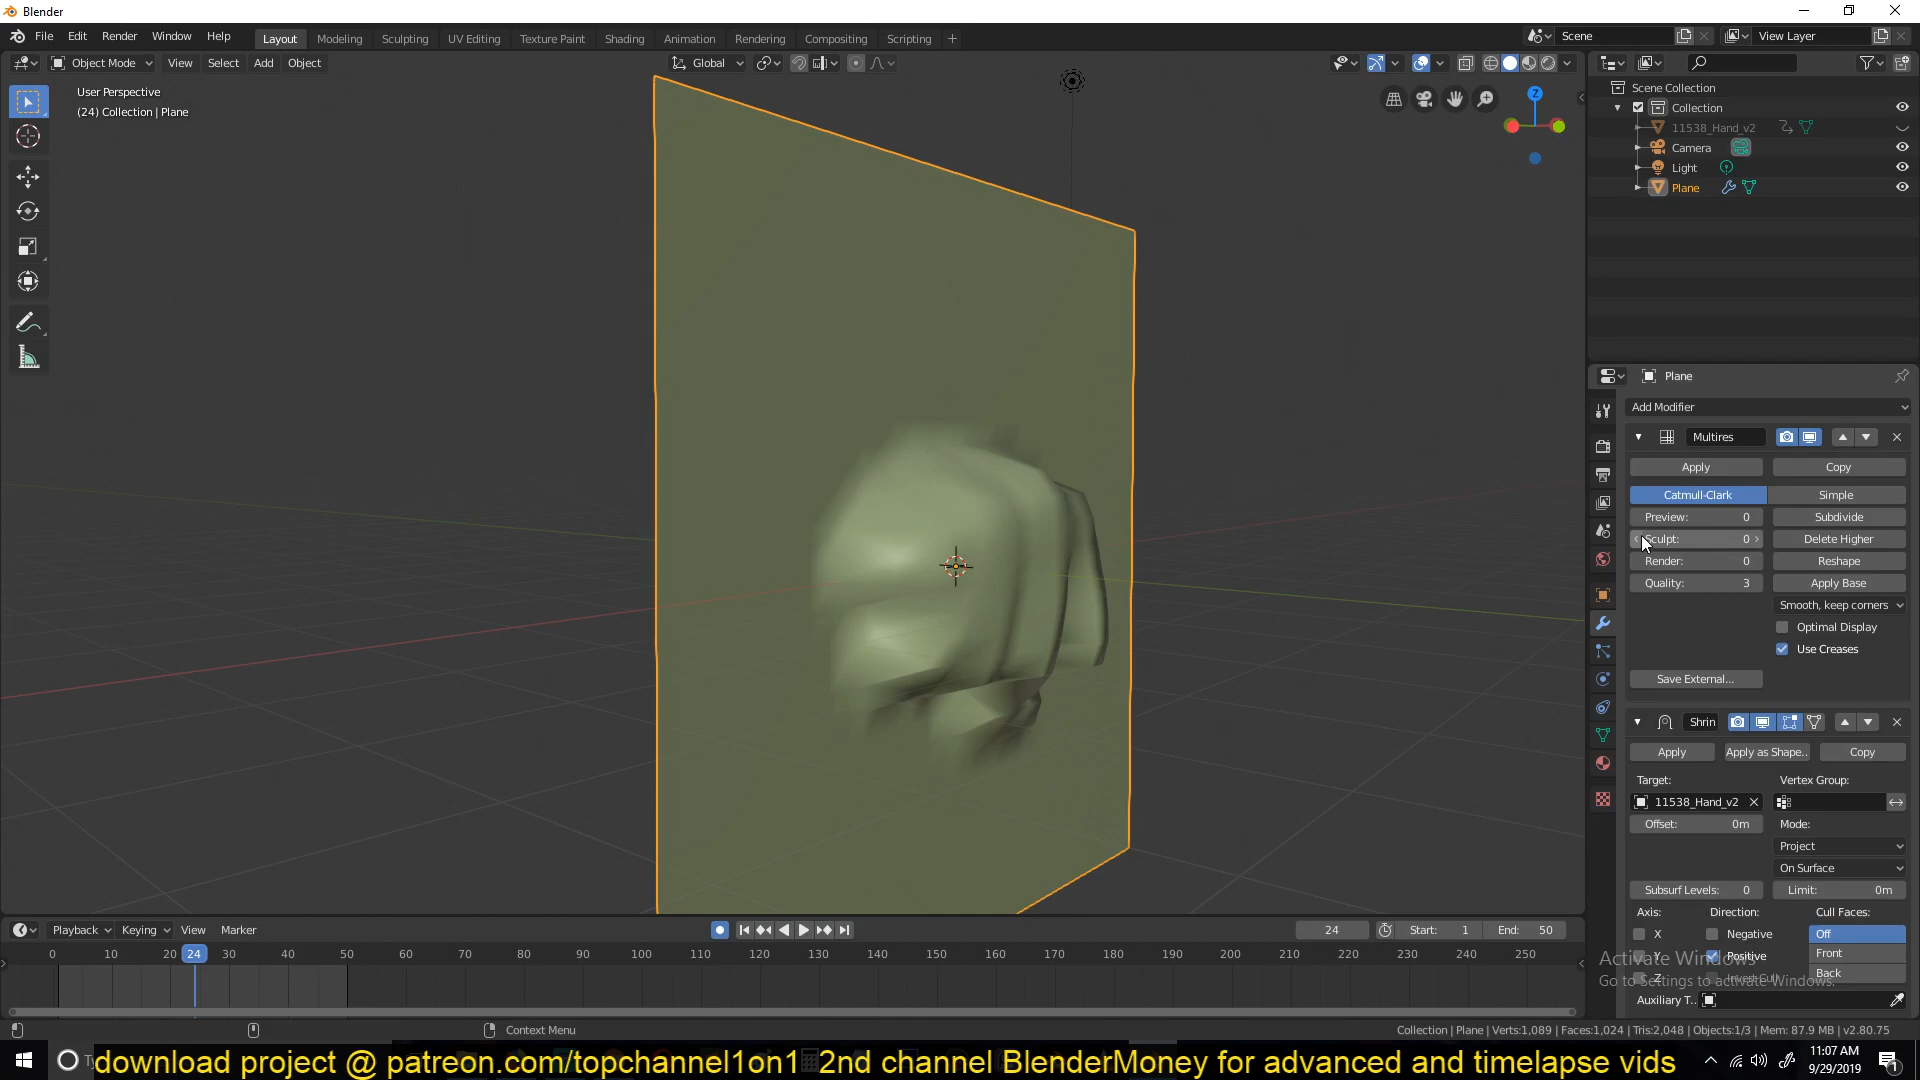 Blender
File Edit Render Window Help
Layout Modeling Sculpting UV Editing Texture Paint Shading Animation Rendering Compositing Scripting +
Scene
View Layer
Object Mode View Select Add Object
Global
User Perspective
(24) Collection | Plane
Z
Scene Collection
Collection
11538_Hand_v2
Camera
Light
Plane
Plane
Add Modifier
Multires
Apply Copy
Catmull-Clark Simple
Preview: 0 Subdivide
Sculpt: 0 Delete Higher
Render: 0 Reshape
Quality: 3 Apply Base
Smooth, keep corners
Optimal Display
Use Creases
Save External...
Shrin
Apply Apply as Shape.. Copy
Target: Vertex Group:
11538_Hand_v2
Offset: 0m Mode:
Project
On Surface
Subsurf Levels: 0 Limit: 0m
Axis: Direction: Cull Faces:
X Negative Off
Y Positive Front
Z Invert Cull Back
Auxiliary T..
Activate Windows
Go to Settings to activate Windows.
Playback Keying View Marker
24 Start: 1 End: 50
0 10 20 24 30 40 50 60 70 80 90 100 110 120 130 140 150 160 170 180 190 200 210 220 230 240 250
Context Menu
Collection | Plane | Verts:1,089 | Faces:1,024 | Tris:2,048 | Objects:1/3 | Mem: 87.9 MB | v2.80.75
download project @ patreon.com/topchannel1on1 2nd channel BlenderMoney for advanced and timelapse vids
11:07 AM
9/29/2019
1